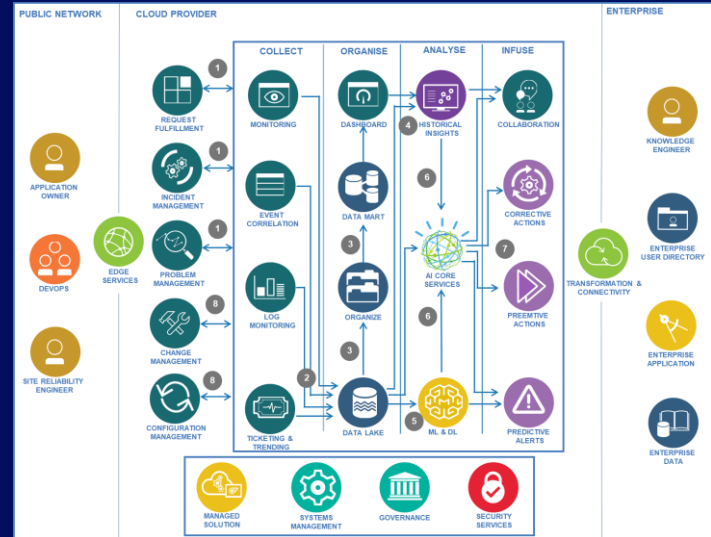 PUBLIC NETWORK
CLOUD PROVIDER
ENTERPRISE
COLLECT
ORGANISE
ANALYSE
INFUSE
1
REQUEST
FULFILLMENT
MONITORING
DASHBOARD
4
HISTORICAL
INSIGHTS
COLLABORATION
KNOWLEDGE
ENGINEER
APPLICATION
OWNER
1
INCIDENT
MANAGEMENT
EVENT
CORRELATION
DATA MART
6
CORRECTIVE
ACTIONS
ENTERPRISE
USER DIRECTORY
DEVOPS
EDGE
SERVICES
1
PROBLEM
MANAGEMENT
LOG
MONITORING
3
ORGANIZE
AI CORE
SERVICES
7
PREEMTIVE
ACTIONS
TRANSFORMATION &
CONNECTIVITY
ENTERPRISE
APPLICATION
SITE RELIABILITY
ENGINEER
8
CHANGE
MANAGEMENT
3
6
8
CONFIGURATION
MANAGEMENT
TICKETING &
TRENDING
2
DATA LAKE
5
ML & DL
PREDICTIVE
ALERTS
ENTERPRISE
DATA
MANAGED
SOLUTION
SYSTEMS
MANAGEMENT
GOVERNANCE
SECURITY
SERVICES